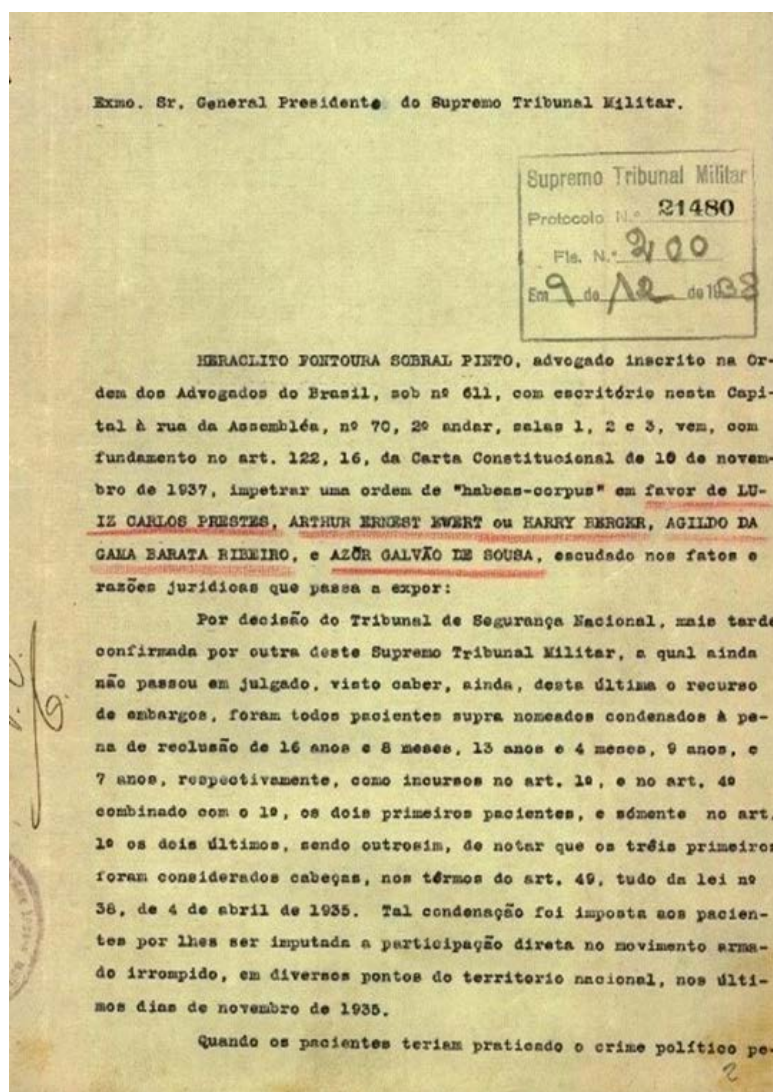 Exmo. Sr. General Presidente do Supremo Tribunal Militar.
Supremo Tribunal Militar
Protocolo N.º 21480
Fls. N.º 200
Em 9 de 12 de 1938
HERACLITO FONTOURA SOBRAL PINTO, advogado inscrito na Or-
dem dos Advogados do Brasil, sob nº 611, com escritório nesta Capi-
tal à rua da Assembléa, nº 70, 2º andar, salas 1, 2 e 3, vem, com
fundamento no art. 122, 16, da Carta Constitucional de 10 de novem-
bro de 1937, impetrar uma ordem de "habeas-corpus" em favor de LU-
IZ CARLOS PRESTES, ARTHUR ERNEST EWERT ou HARRY BERGER, AGILDO DA
GAMA BARATA RIBEIRO, e AZÔR GALVÃO DE SOUSA, escudado nos fatos e
razões juridicas que passa a expor:
Por decisão do Tribunal de Segurança Nacional, mais tarde
confirmada por outra deste Supremo Tribunal Militar, a qual ainda
não passou em julgado, visto caber, ainda, desta última o recurso
de embargos, foram todos pacientes supra nomeados condenados à pe-
na de reclusão de 16 anos e 8 meses, 13 anos e 4 meses, 9 anos, e
7 anos, respectivamente, como incursos no art. 1º, e no art. 4º
combinado com o 1º, os dois primeiros pacientes, e sómente no art.
1º os dois últimos, sendo outrosim, de notar que os trêis primeiros
foram considerados cabeças, nos têrmos do art. 49, tudo da lei nº
38, de 4 de abril de 1935. Tal condenação foi imposta aos pacien-
tes por lhes ser imputada a participação direta no movimento arma-
do irrompido, em diversos pontos do territorio nacional, nos últi-
mos dias de novembro de 1935.
Quando os pacientes teriam praticado o crime político pe-
2